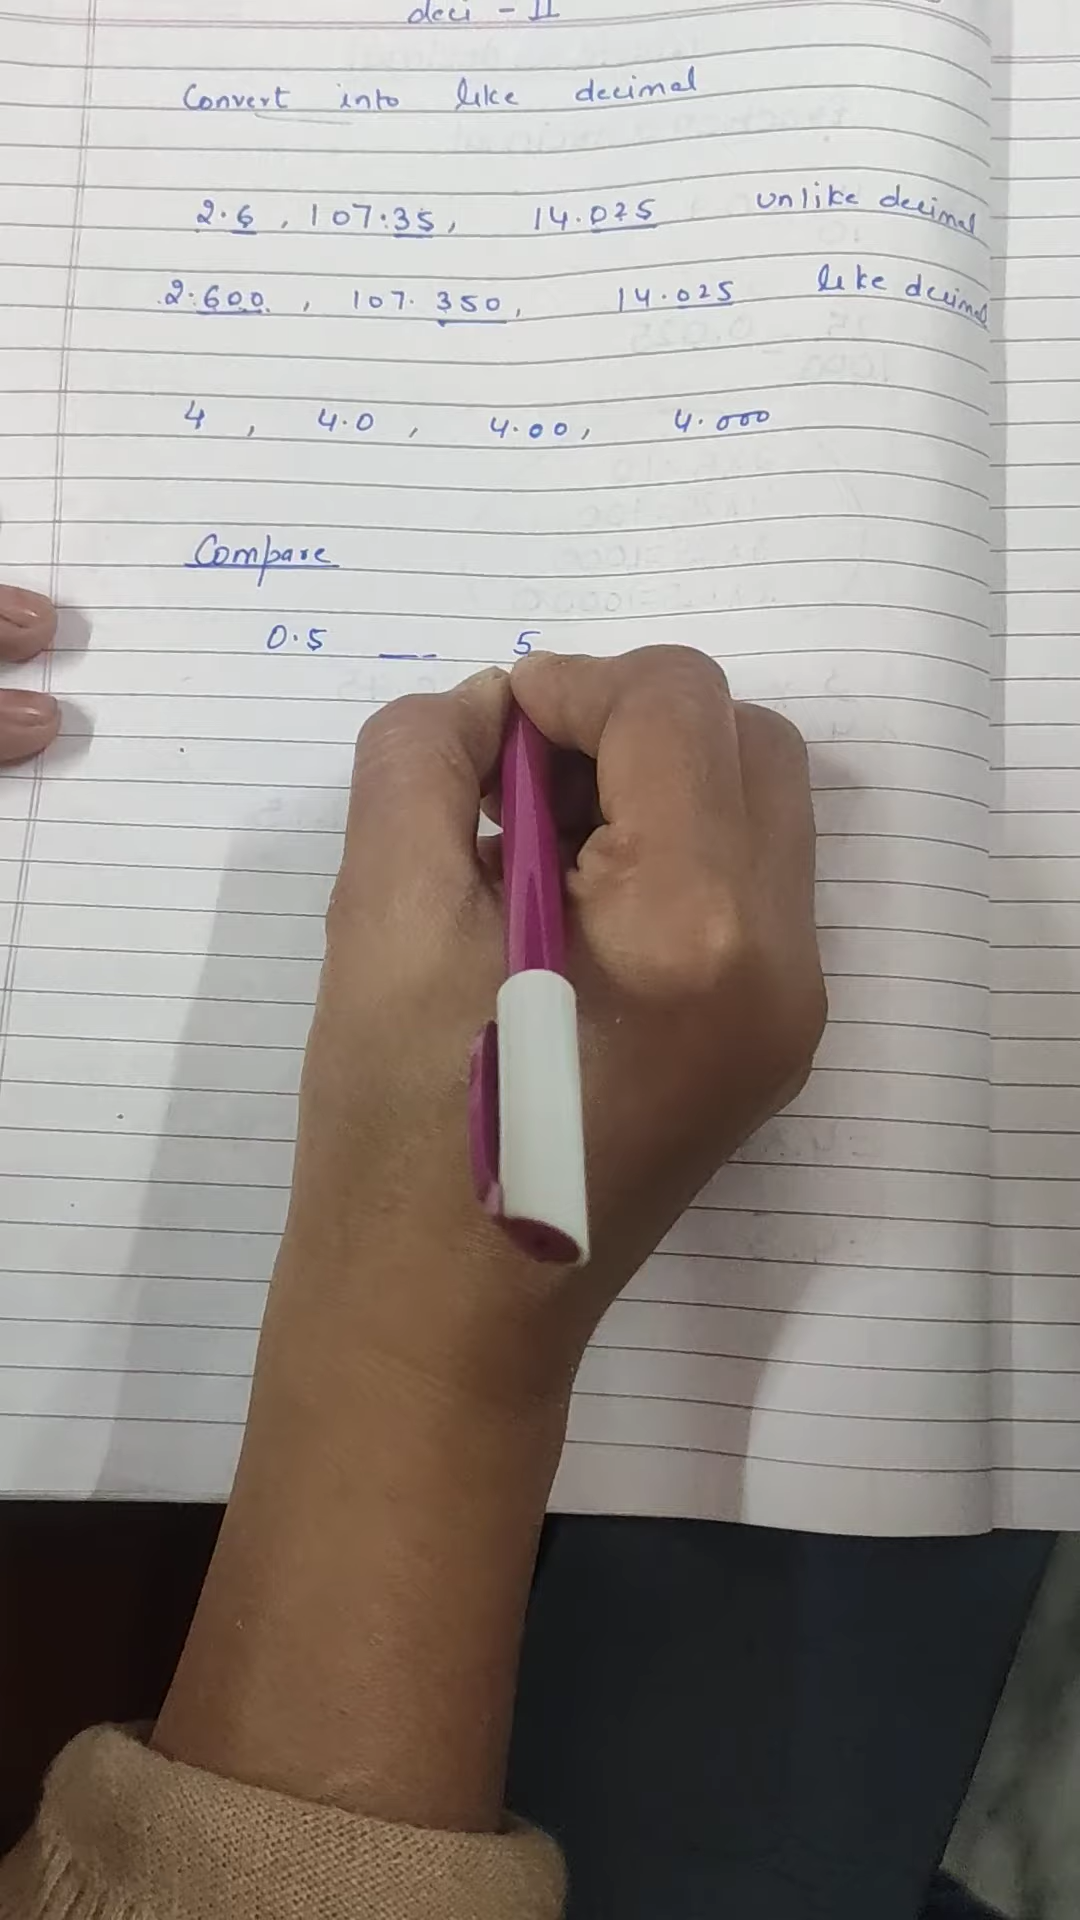 deci - II
Convert into like decimal
2.6 , 107.35, 14.025 unlike decimal
2.600 , 107.350, 14.025 like decimal
4 , 4.0 , 4.00, 4.000
Compare
0.5 __ 5